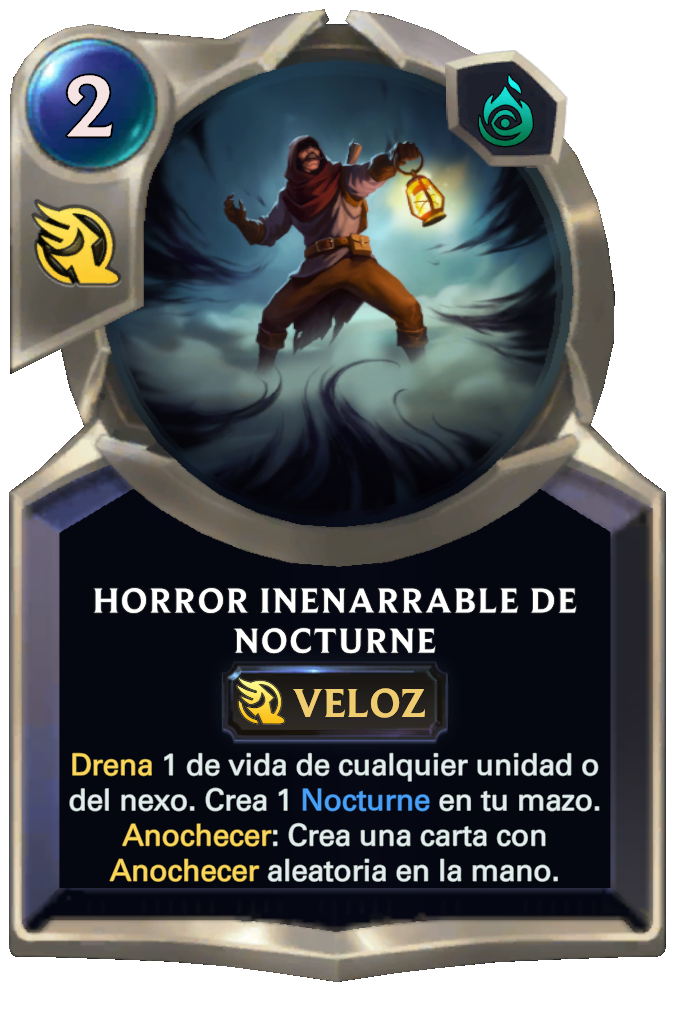 2
HORROR INENARRABLE DE
NOCTURNE
VELOZ
Drena 1 de vida de cualquier unidad o
del nexo. Crea 1 Nocturne en tu mazo.
Anochecer: Crea una carta con
Anochecer aleatoria en la mano.